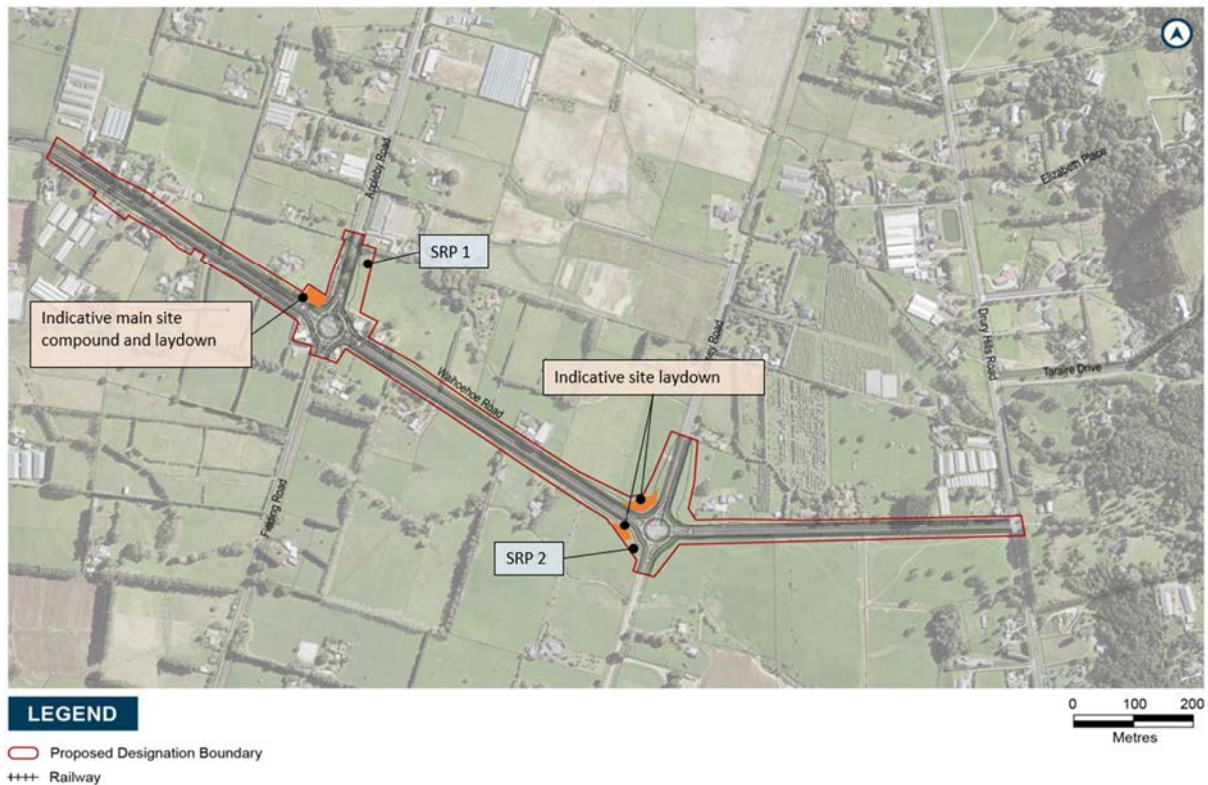 Appleby Road
SRP 1
Elizabeth Place
Indicative main site
compound and laydown
Drury Hills Road
Taraire Drive
Waihoehoe Road
Indicative site laydown
Fielding Road
Road
SRP 2
LEGEND
Proposed Designation Boundary
Railway
0 100 200
Metres